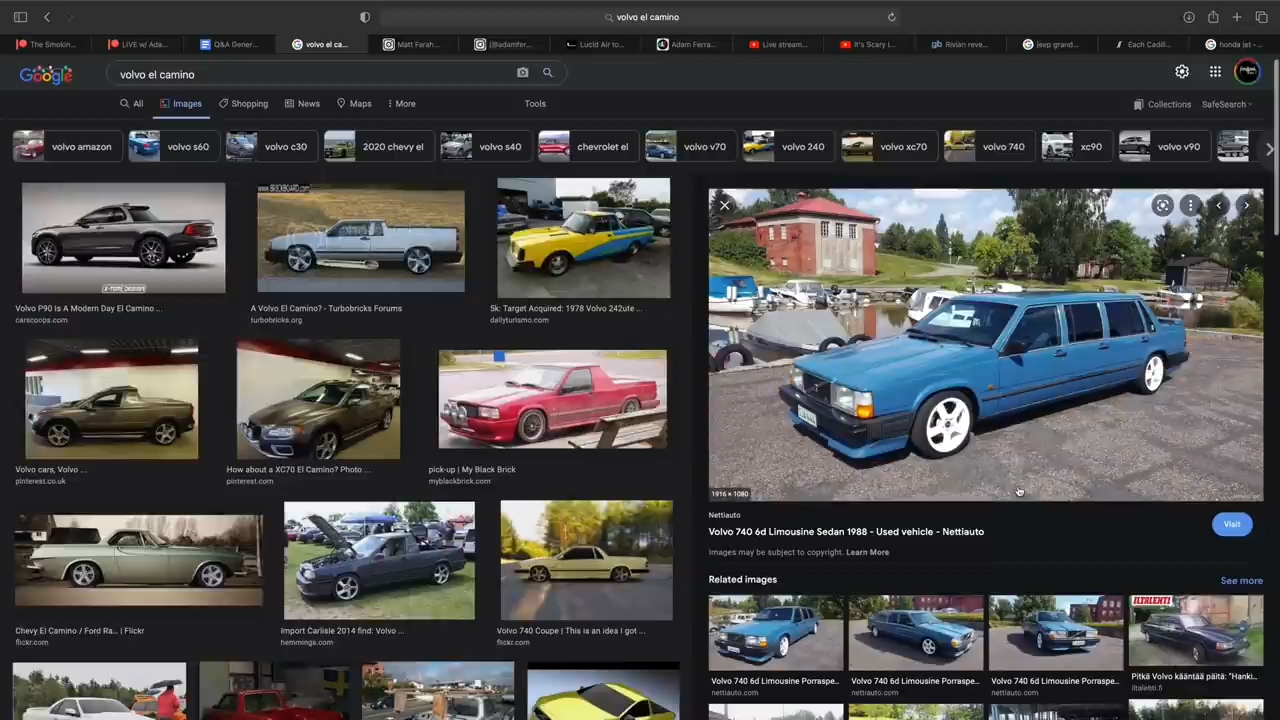 volvo el camino
The Smokin...
LIVE w/ Ada...
Q&A Gener...
volvo el ca...
Matt Farah...
(@adamfer...
Lucid Air to...
Adam Ferra...
Live stream...
It's Scary I...
Rivian reve...
jeep grand...
Each Cadill...
honda jet -...
Google
volvo el camino
All
Images
Shopping
News
Maps
More
Tools
Collections
SafeSearch
volvo amazon
volvo s60
volvo c30
2020 chevy el
volvo s40
chevrolet el
volvo v70
volvo 240
volvo xc70
volvo 740
xc90
volvo v90
X-TOMI DESIGN
WWW.BRICKBOARD.COM
Volvo P90 Is A Modern Day El Camino ...
carscoops.com
A Volvo El Camino? - Turbobricks Forums
turbobricks.org
5k: Target Acquired: 1978 Volvo 242ute ...
dailyturismo.com
Volvo cars, Volvo ...
pinterest.co.uk
How about a XC70 El Camino? Photo ...
pinterest.com
pick-up | My Black Brick
myblackbrick.com
Chevy El Camino / Ford Ra... | Flickr
flickr.com
Import Carlisle 2014 find: Volvo ...
hemmings.com
Volvo 740 Coupe | This is an idea I got ...
flickr.com
1916 × 1080
Nettiauto
Volvo 740 6d Limousine Sedan 1988 - Used vehicle - Nettiauto
Visit
Images may be subject to copyright. Learn More
Related images
See more
ILTALEHTI
Volvo 740 6d Limousine Porraspe...
nettiauto.com
Volvo 740 6d Limousine Porraspe...
nettiauto.com
Volvo 740 6d Limousine Porraspe...
nettiauto.com
Pitkä Volvo kääntää päitä: "Hanki...
iltalehti.fi